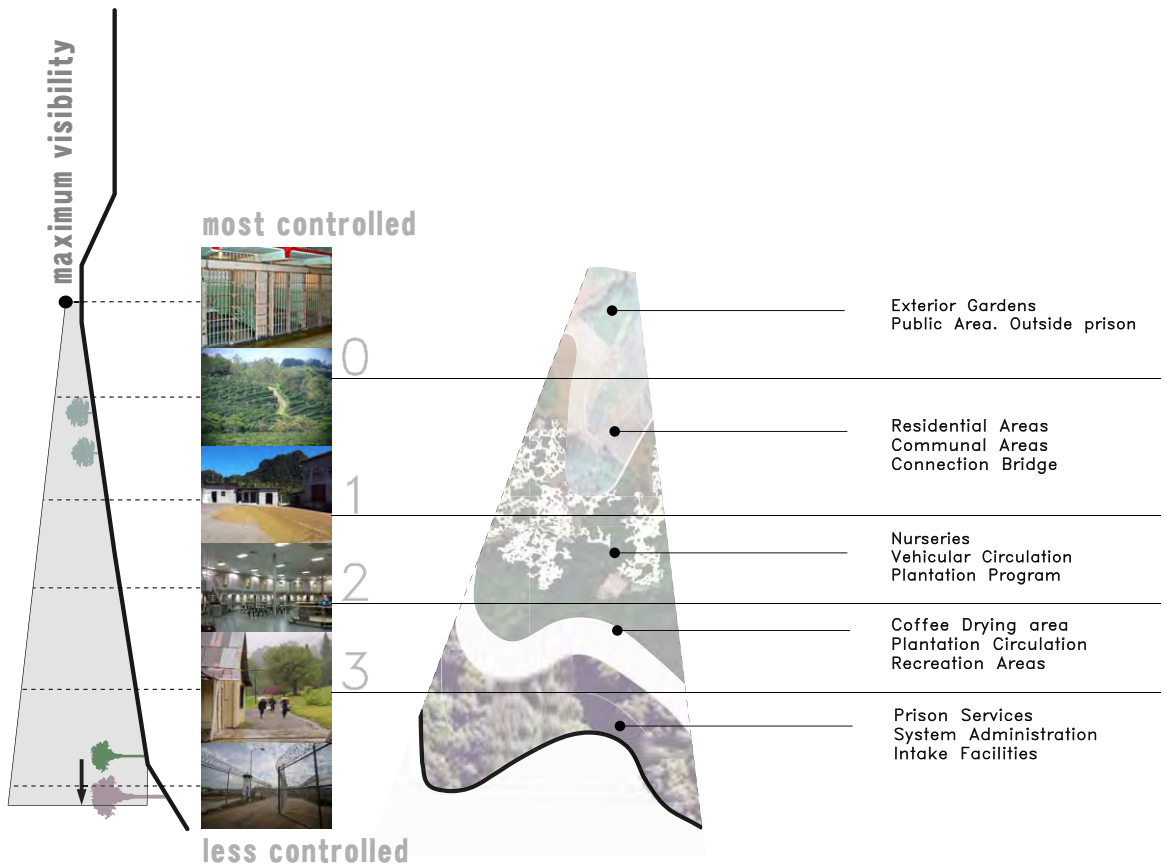 maximum visibility
most controlled
0
1
2
3
less controlled
Exterior Gardens
Public Area. Outside prison
Residential Areas
Communal Areas
Connection Bridge
Nurseries
Vehicular Circulation
Plantation Program
Coffee Drying area
Plantation Circulation
Recreation Areas
Prison Services
System Administration
Intake Facilities